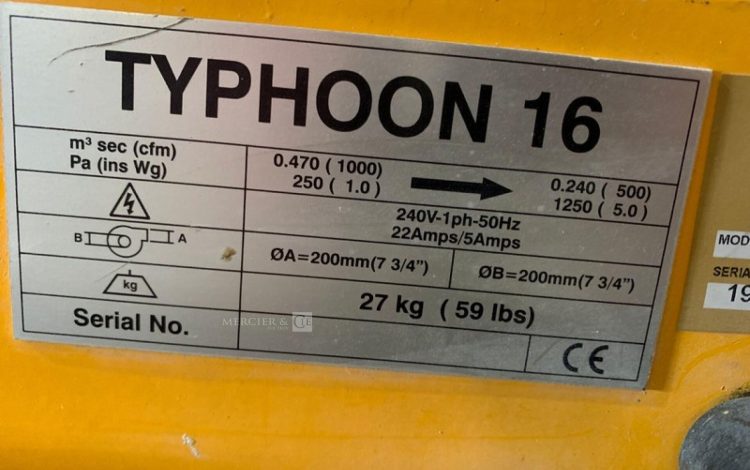 TYPHOON 16
m³ sec (cfm)
Pa (ins Wg)
0.470 ( 1000)
250 ( 1.0 )
0.240 ( 500)
1250 ( 5.0 )
240V-1ph-50Hz
22Amps/5Amps
B A
ØA=200mm(7 3/4")
ØB=200mm(7 3/4")
kg
27 kg ( 59 lbs)
Serial No.
MERCIER &
CE
MOD
SERIA
19